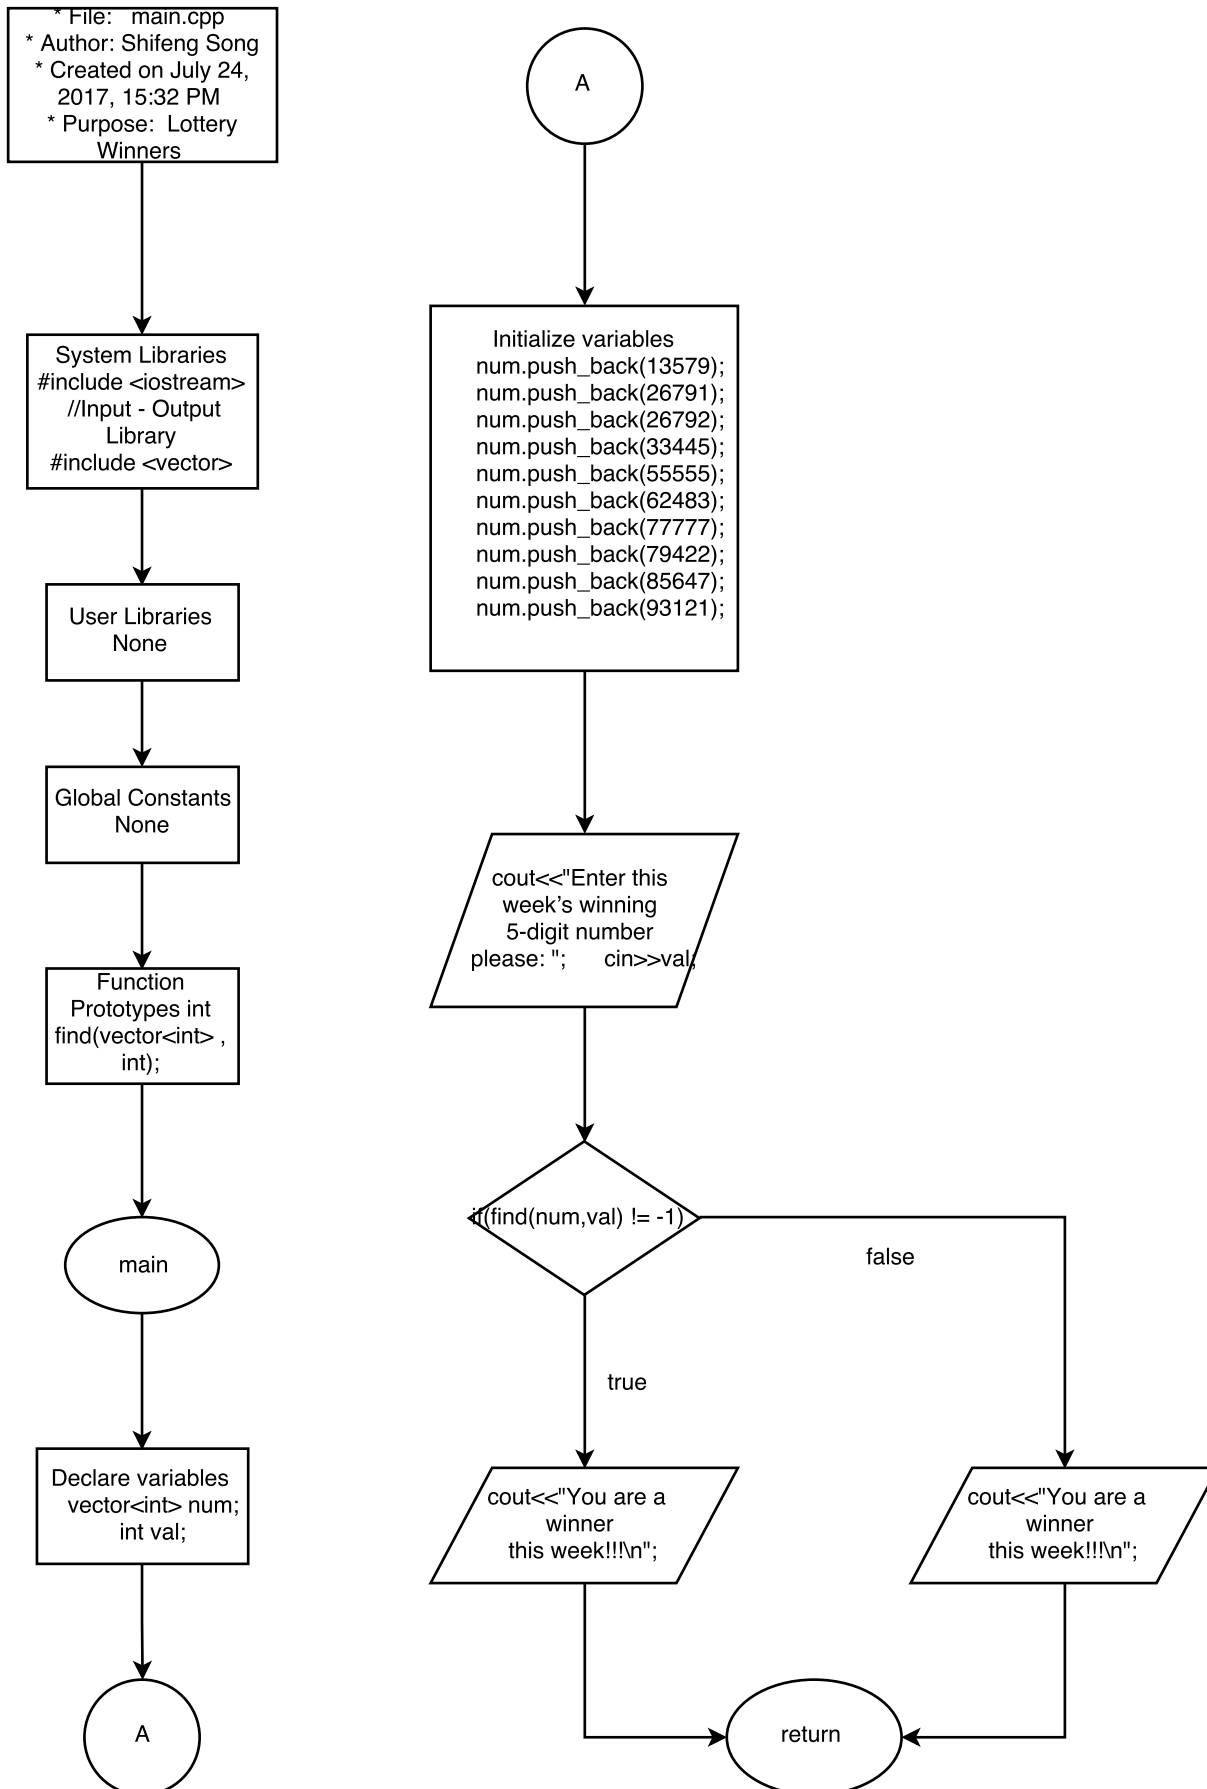 * File:   main.cpp
* Author: Shifeng Song
* Created on July 24,
2017, 15:32 PM
* Purpose:  Lottery
Winners
System Libraries
#include <iostream>
//Input - Output
Library
#include <vector>
User Libraries
None
Global Constants
None
Function
Prototypes int
find(vector<int> ,
int);
main
Declare variables
vector<int> num;
int val;
A
A
Initialize variables
num.push_back(13579);
num.push_back(26791);
num.push_back(26792);
num.push_back(33445);
num.push_back(55555);
num.push_back(62483);
num.push_back(77777);
num.push_back(79422);
num.push_back(85647);
num.push_back(93121);
cout<<"Enter this
week’s winning
5-digit number
please: ";      cin>>val;
if(find(num,val) != -1)
false
true
cout<<"You are a
winner
this week!!!\n";
cout<<"You are a
winner
this week!!!\n";
return